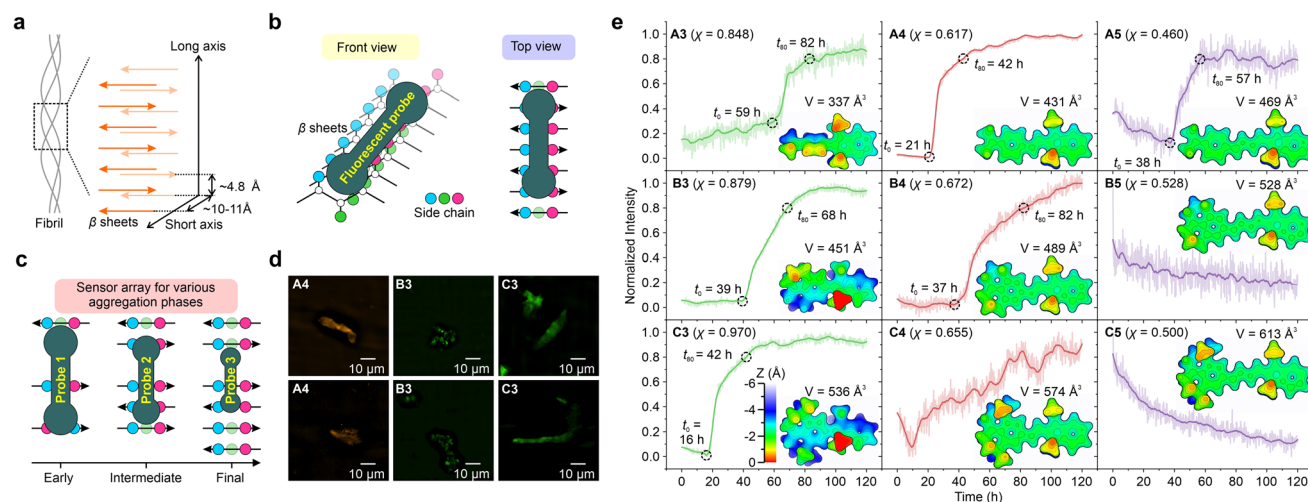 a
Long axis
Fibril
β sheets
Short axis
~4.8 Å
~10-11Å
b
Front view
Top view
β sheets
Fluorescent probe
Side chain
c
Sensor array for various
aggregation phases
Probe 1
Probe 2
Probe 3
Early
Intermediate
Final
d
A4
B3
C3
10 µm
10 µm
10 µm
A4
B3
C3
10 µm
10 µm
10 µm
e
Normalized Intensity
A3 (χ = 0.848)
t80 = 82 h
t0 = 59 h
V = 337 Å³
1.0
0.8
0.6
0.4
0.2
0.0
A4 (χ = 0.617)
t80 = 42 h
V = 431 Å³
t0 = 21 h
A5 (χ = 0.460)
t80 = 57 h
V = 469 Å³
t0 = 38 h
B3 (χ = 0.879)
t80 = 68 h
V = 451 Å³
t0 = 39 h
1.0
0.8
0.6
0.4
0.2
0.0
B4 (χ = 0.672)
t80 = 82 h
V = 489 Å³
t0 = 37 h
B5 (χ = 0.528)
V = 528 Å³
C3 (χ = 0.970)
t80 = 42 h
t0 =
16 h
Z (Å)
-6
-5
-4
-3
-2
-1
0
V = 536 Å³
1.0
0.8
0.6
0.4
0.2
0.0
C4 (χ = 0.655)
V = 574 Å³
C5 (χ = 0.500)
V = 613 Å³
0 20 40 60 80 100 120
0 20 40 60 80 100 120
0 20 40 60 80 100 120
Time (h)